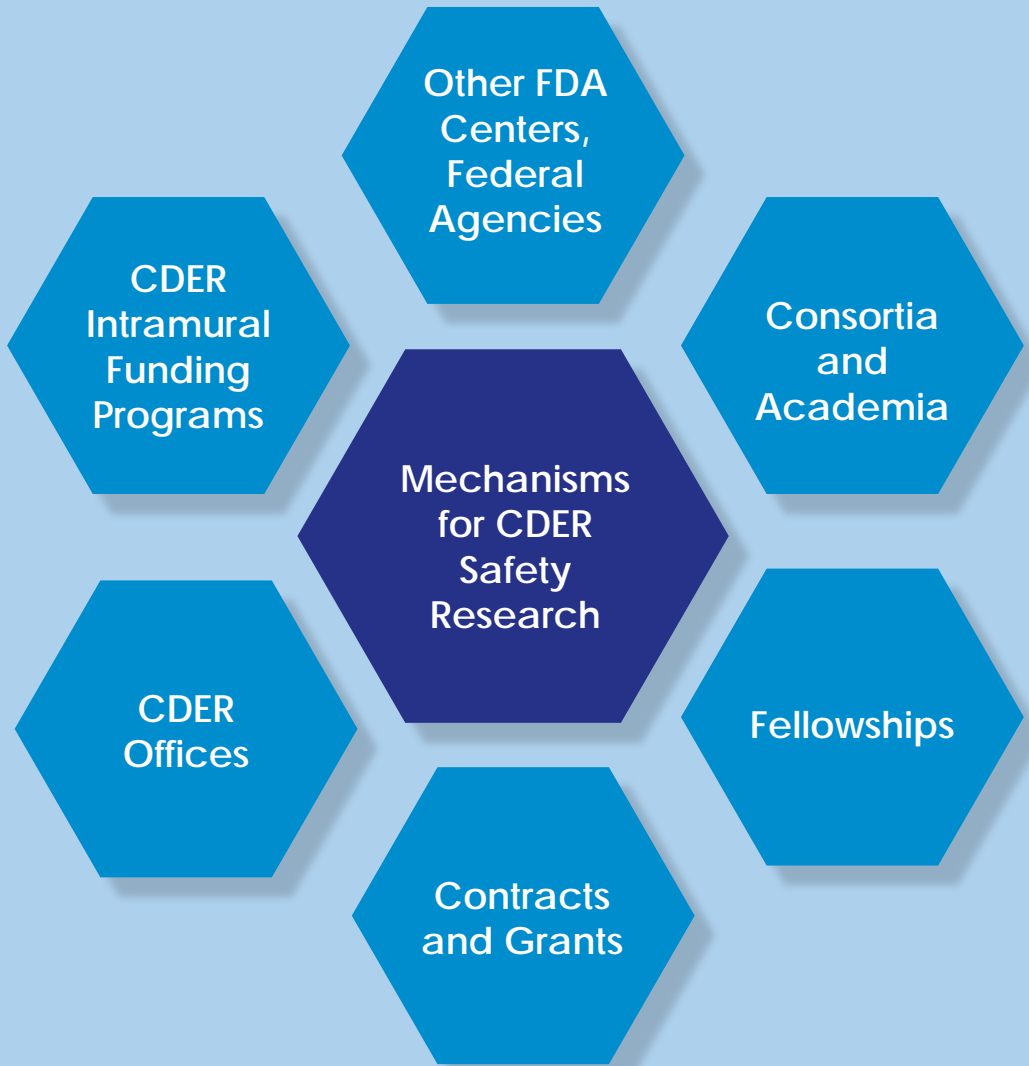 Other FDA
Centers,
Federal
Agencies
CDER
Intramural
Funding
Programs
Consortia
and
Academia
Mechanisms
for CDER
Safety
Research
CDER
Offices
Fellowships
Contracts
and Grants